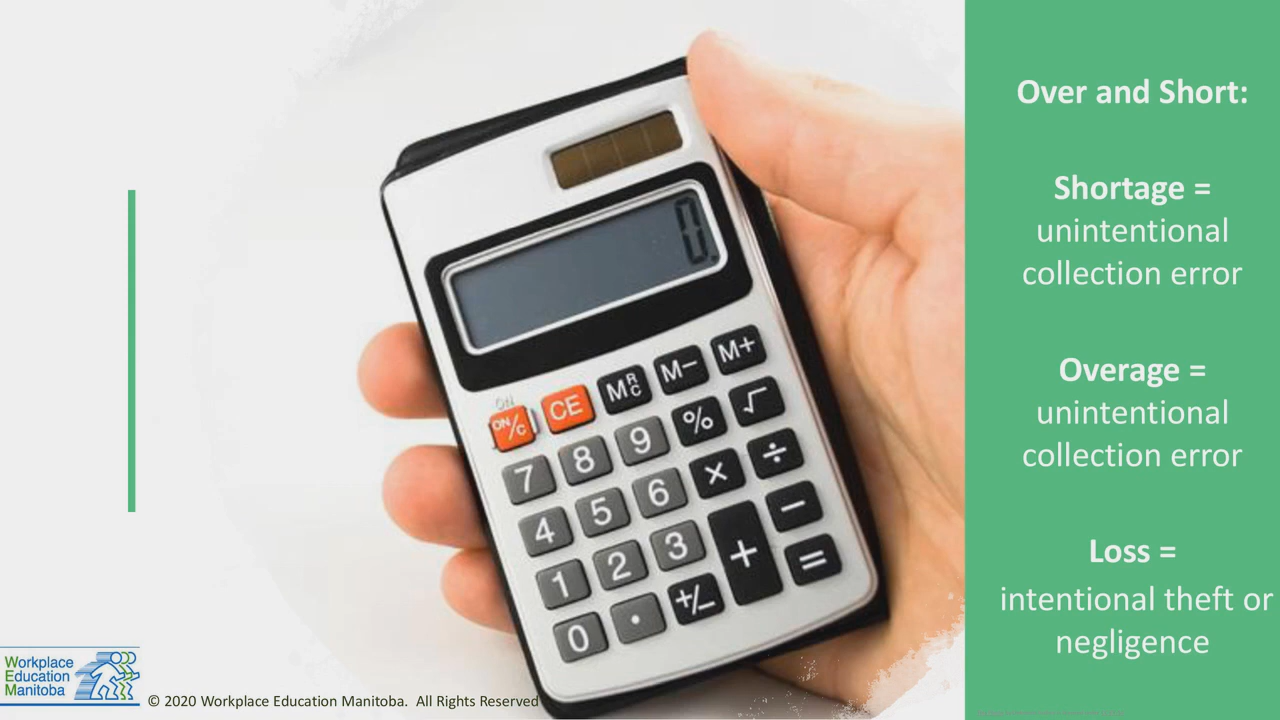 Over and Short:
Shortage =
unintentional
collection error
Overage =
unintentional
collection error
Loss =
intentional theft or
negligence
0.
ON
ON/C CE MRC M− M+
7 8 9 % √
4 5 6 × ÷
1 2 3 + −
0 . +/− =
Workplace
Education
Manitoba
© 2020 Workplace Education Manitoba. All Rights Reserved